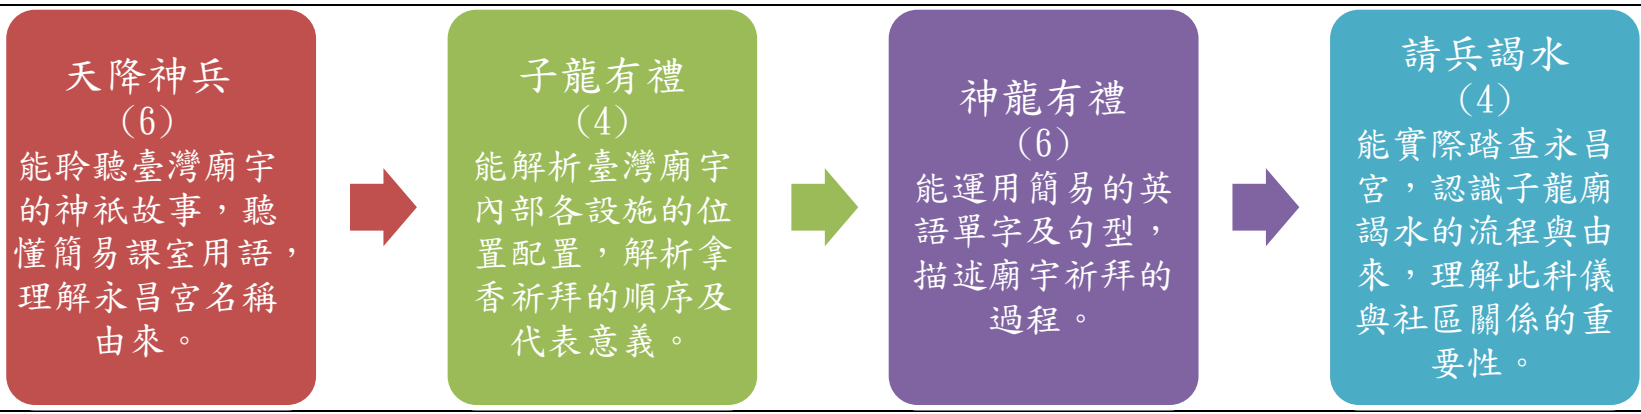 天降神兵
(6)
能聆聽臺灣廟宇
的神祇故事，聽
懂簡易課室用語，
理解永昌宮名稱
由來。
子龍有禮
(4)
能解析臺灣廟宇
內部各設施的位
置配置，解析拿
香祈拜的順序及
代表意義。
神龍有禮
(6)
能運用簡易的英
語單字及句型，
描述廟宇祈拜的
過程。
請兵謁水
(4)
能實際踏查永昌
宮，認識子龍廟
謁水的流程與由
來，理解此科儀
與社區關係的重
要性。